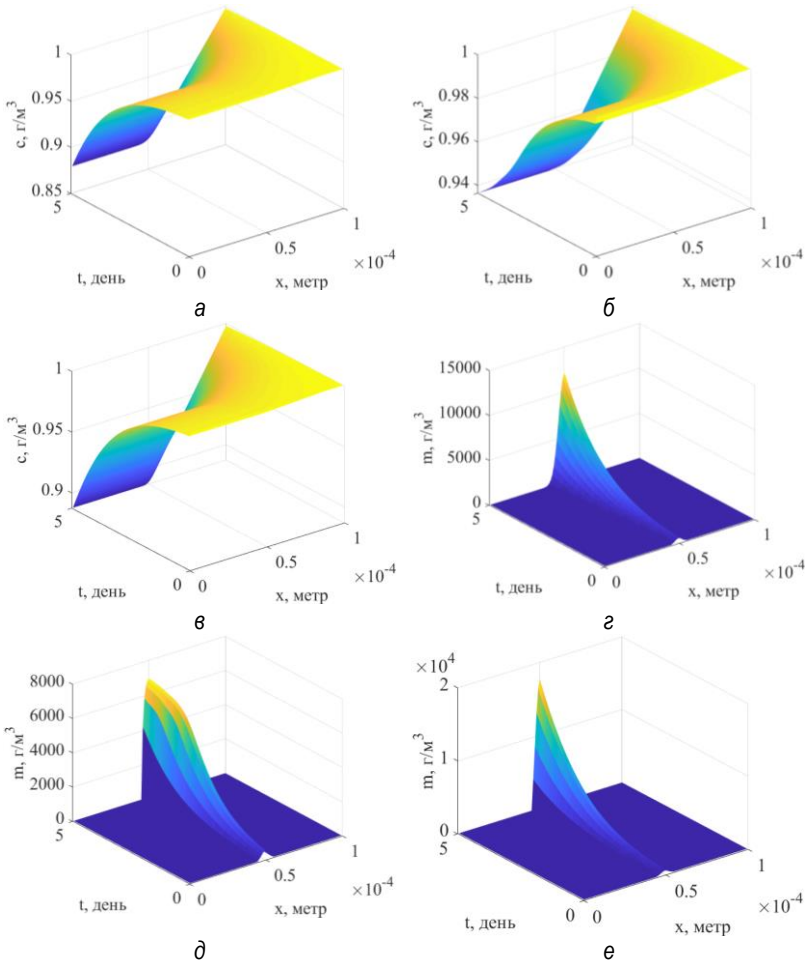 1
0.95
0.9
0.85
c, г/м³
5
t, день
0 0
0.5
1
×10⁻⁴
x, метр
а
1
0.98
0.96
0.94
c, г/м³
5
t, день
0 0
0.5
1
×10⁻⁴
x, метр
б
1
0.95
0.9
c, г/м³
5
t, день
0 0
0.5
1
×10⁻⁴
x, метр
в
15000
10000
5000
0
m, г/м³
5
t, день
0 0
0.5
1
×10⁻⁴
x, метр
г
8000
6000
4000
2000
0
m, г/м³
5
t, день
0 0
0.5
1
×10⁻⁴
x, метр
д
×10⁴
2
1
0
m, г/м³
5
t, день
0 0
0.5
1
×10⁻⁴
x, метр
е